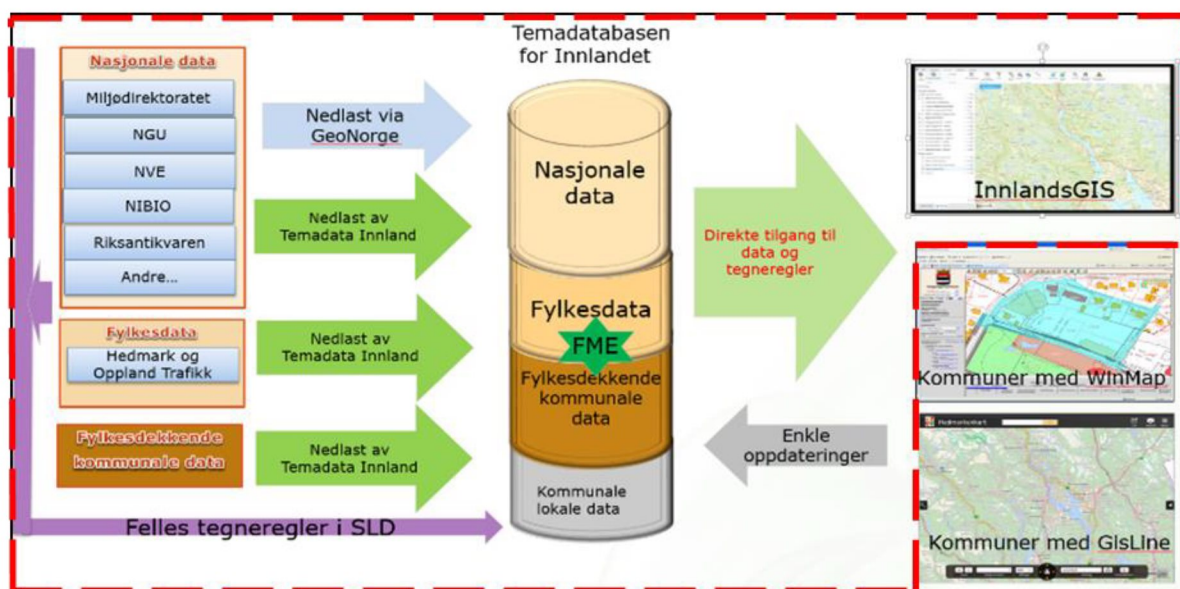 Temadatabasen
for Innlandet
Nasjonale data
Miljødirektoratet
NGU
NVE
NIBIO
Riksantikvaren
Andre...
Fylkesdata
Hedmark og
Oppland Trafikk
Fylkesdekkende
kommunale data
Nedlast via
GeoNorge
Nedlast av
Temadata Innland
Nedlast av
Temadata Innland
Nedlast av
Temadata Innland
Felles tegneregler i SLD
Nasjonale
data
Fylkesdata
FME
Fylkesdekkende
kommunale
data
Kommunale
lokale data
Direkte tilgang til
data og
tegneregler
Enkle
oppdateringer
InnlandsGIS
Kommuner med WinMap
Kommuner med GisLine